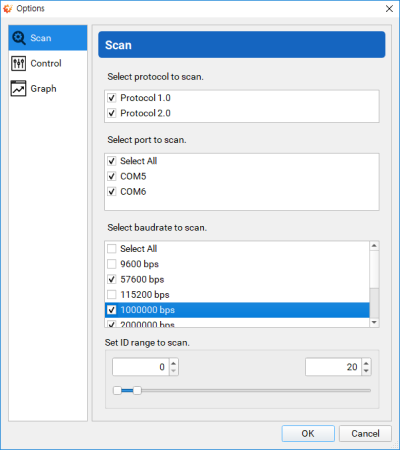 Options
Scan
Control
Graph
Scan
Select protocol to scan.
Protocol 1.0
Protocol 2.0
Select port to scan.
Select All
COM5
COM6
Select baudrate to scan.
Select All
9600 bps
57600 bps
115200 bps
1000000 bps
2000000 bps
Set ID range to scan.
0 20
OK Cancel